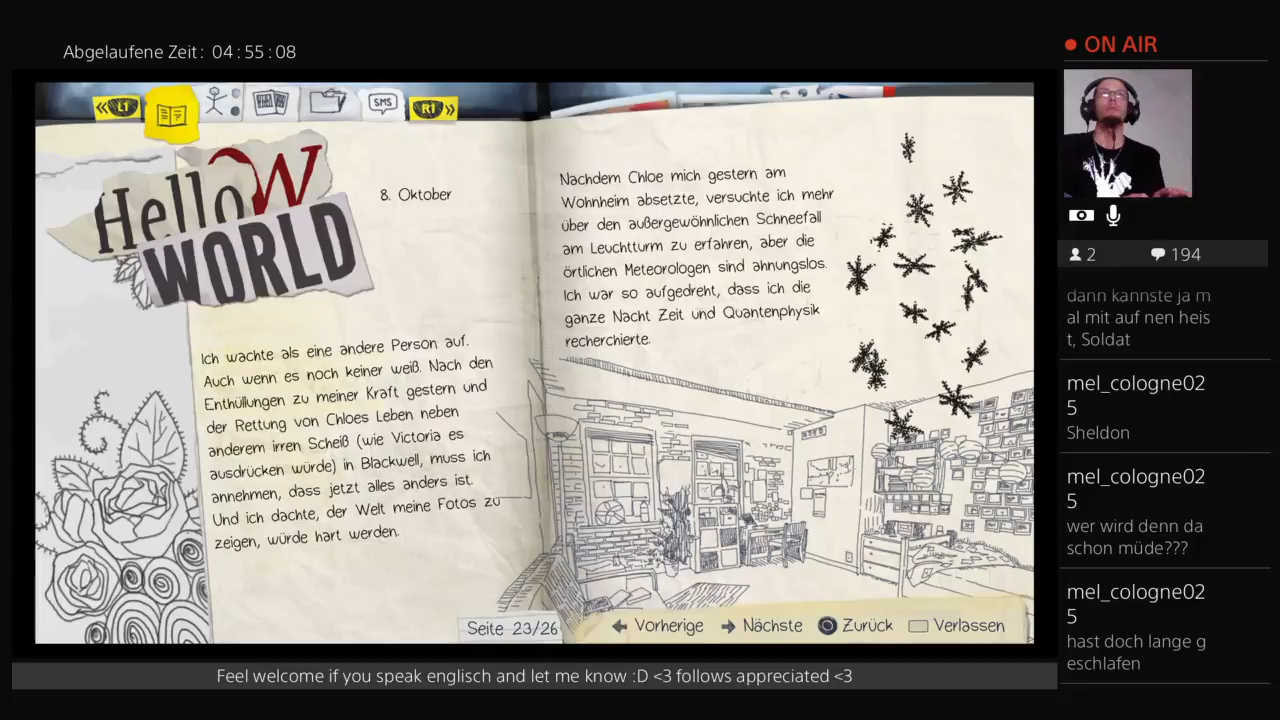 Abgelaufene Zeit: 04:55:08
ON AIR
LT
SMS
RT
HelloW
WORLD
8. Oktober
Ich wachte als eine andere Person auf.
Auch wenn es noch keiner weiß. Nach den
Enthüllungen zu meiner Kraft gestern und
der Rettung von Chloes Leben neben
anderem irren Scheiß (wie Victoria es
ausdrücken würde) in Blackwell, muss ich
annehmen, dass jetzt alles anders ist.
Und ich dachte, der Welt meine Fotos zu
zeigen, würde hart werden.
Nachdem Chloe mich gestern am
Wohnheim absetzte, versuchte ich mehr
über den außergewöhnlichen Schneefall
am Leuchtturm zu erfahren, aber die
örtlichen Meteorologen sind ahnungslos.
Ich war so aufgedreht, dass ich die
ganze Nacht Zeit und Quantenphysik
recherchierte.
Seite 23/26
Vorherige
Nächste
Zurück
Verlassen
2
194
dann kannste ja m
al mit auf nen heis
t, Soldat
mel_cologne02
5
Sheldon
mel_cologne02
5
wer wird denn da
schon müde???
mel_cologne02
5
hast doch lange g
eschlafen
Feel welcome if you speak englisch and let me know :D <3 follows appreciated <3